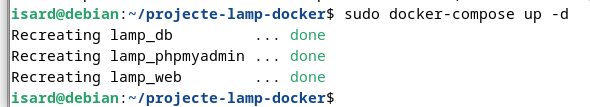 isard@debian:~/projecte-lamp-docker$ sudo docker-compose up -d
Recreating lamp_db         ... done
Recreating lamp_phpmyadmin ... done
Recreating lamp_web        ... done
isard@debian:~/projecte-lamp-docker$